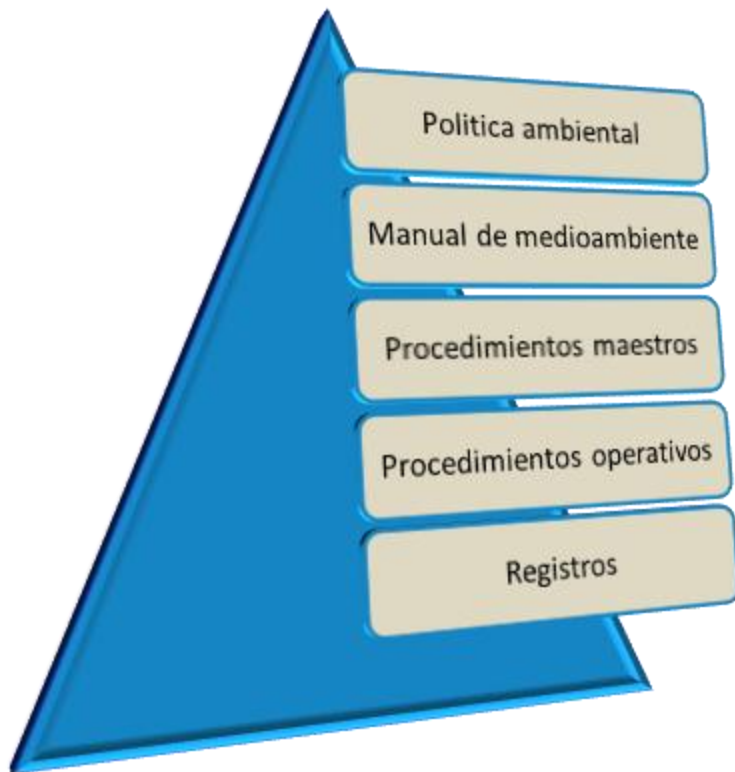 Politica ambiental
Manual de medioambiente
Procedimientos maestros
Procedimientos operativos
Registros